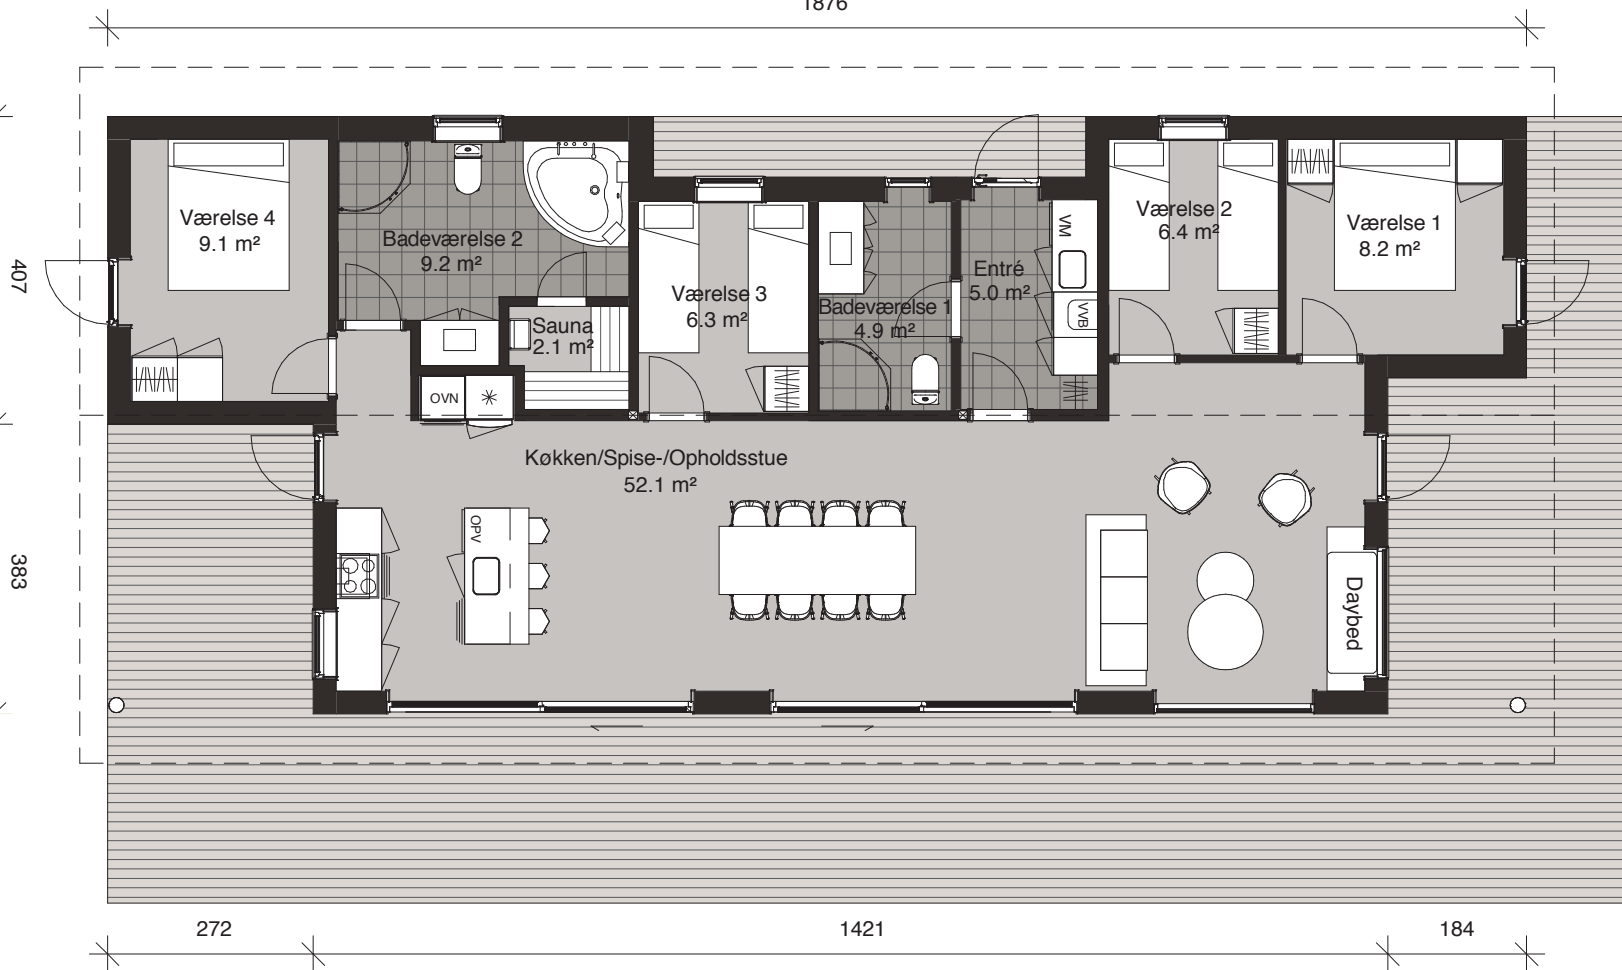 1876
Værelse 4
9.1 m²
Badeværelse 2
9.2 m²
Sauna
2.1 m²
Værelse 3
6.3 m²
Badeværelse 1
4.9 m²
Entré
5.0 m²
VM
VVB
Værelse 2
6.4 m²
Værelse 1
8.2 m²
407
OVN
Køkken/Spise-/Opholdsstue
52.1 m²
OPV
383
Daybed
272
1421
184